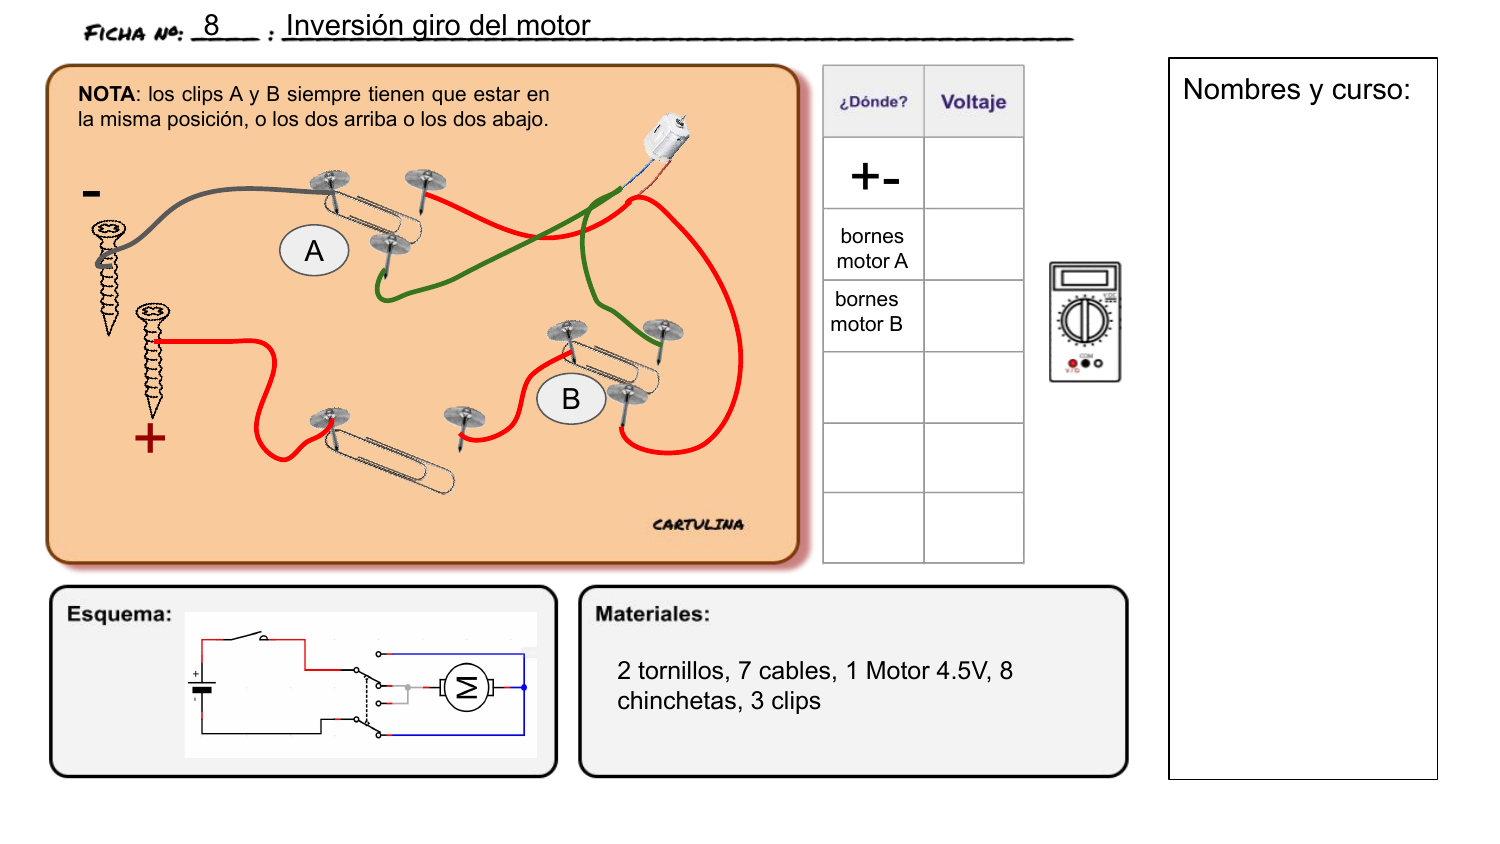 Ficha nº: 8 : Inversión giro del motor
NOTA: los clips A y B siempre tienen que estar en
la misma posición, o los dos arriba o los dos abajo.
-
A
B
+
CARTULINA
¿Dónde? Voltaje
+-
bornes
motor A
bornes
motor B
COM
Nombres y curso:
Esquema:
+
-
M
Materiales:
2 tornillos, 7 cables, 1 Motor 4.5V, 8
chinchetas, 3 clips